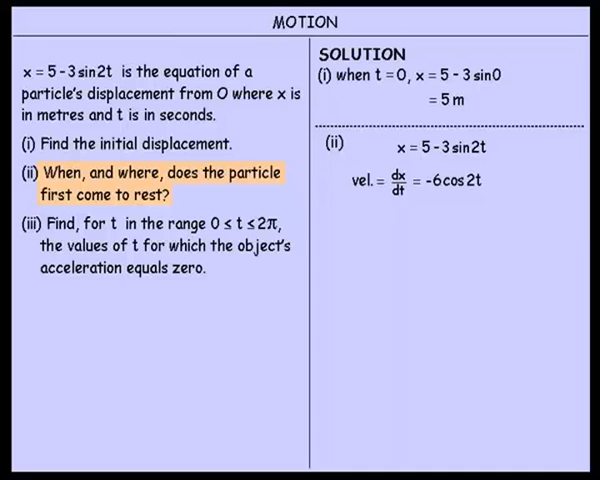 MOTION
x = 5 - 3 sin2t is the equation of a
particle's displacement from O where x is
in metres and t is in seconds.
(i) Find the initial displacement.
(ii) When, and where, does the particle
first come to rest?
(iii) Find, for t in the range 0 ≤ t ≤ 2π,
the values of t for which the object's
acceleration equals zero.
SOLUTION
(i) when t = 0, x = 5 - 3 sin0
= 5 m
(ii) x = 5 - 3 sin2t
vel. = dx/dt = -6cos2t